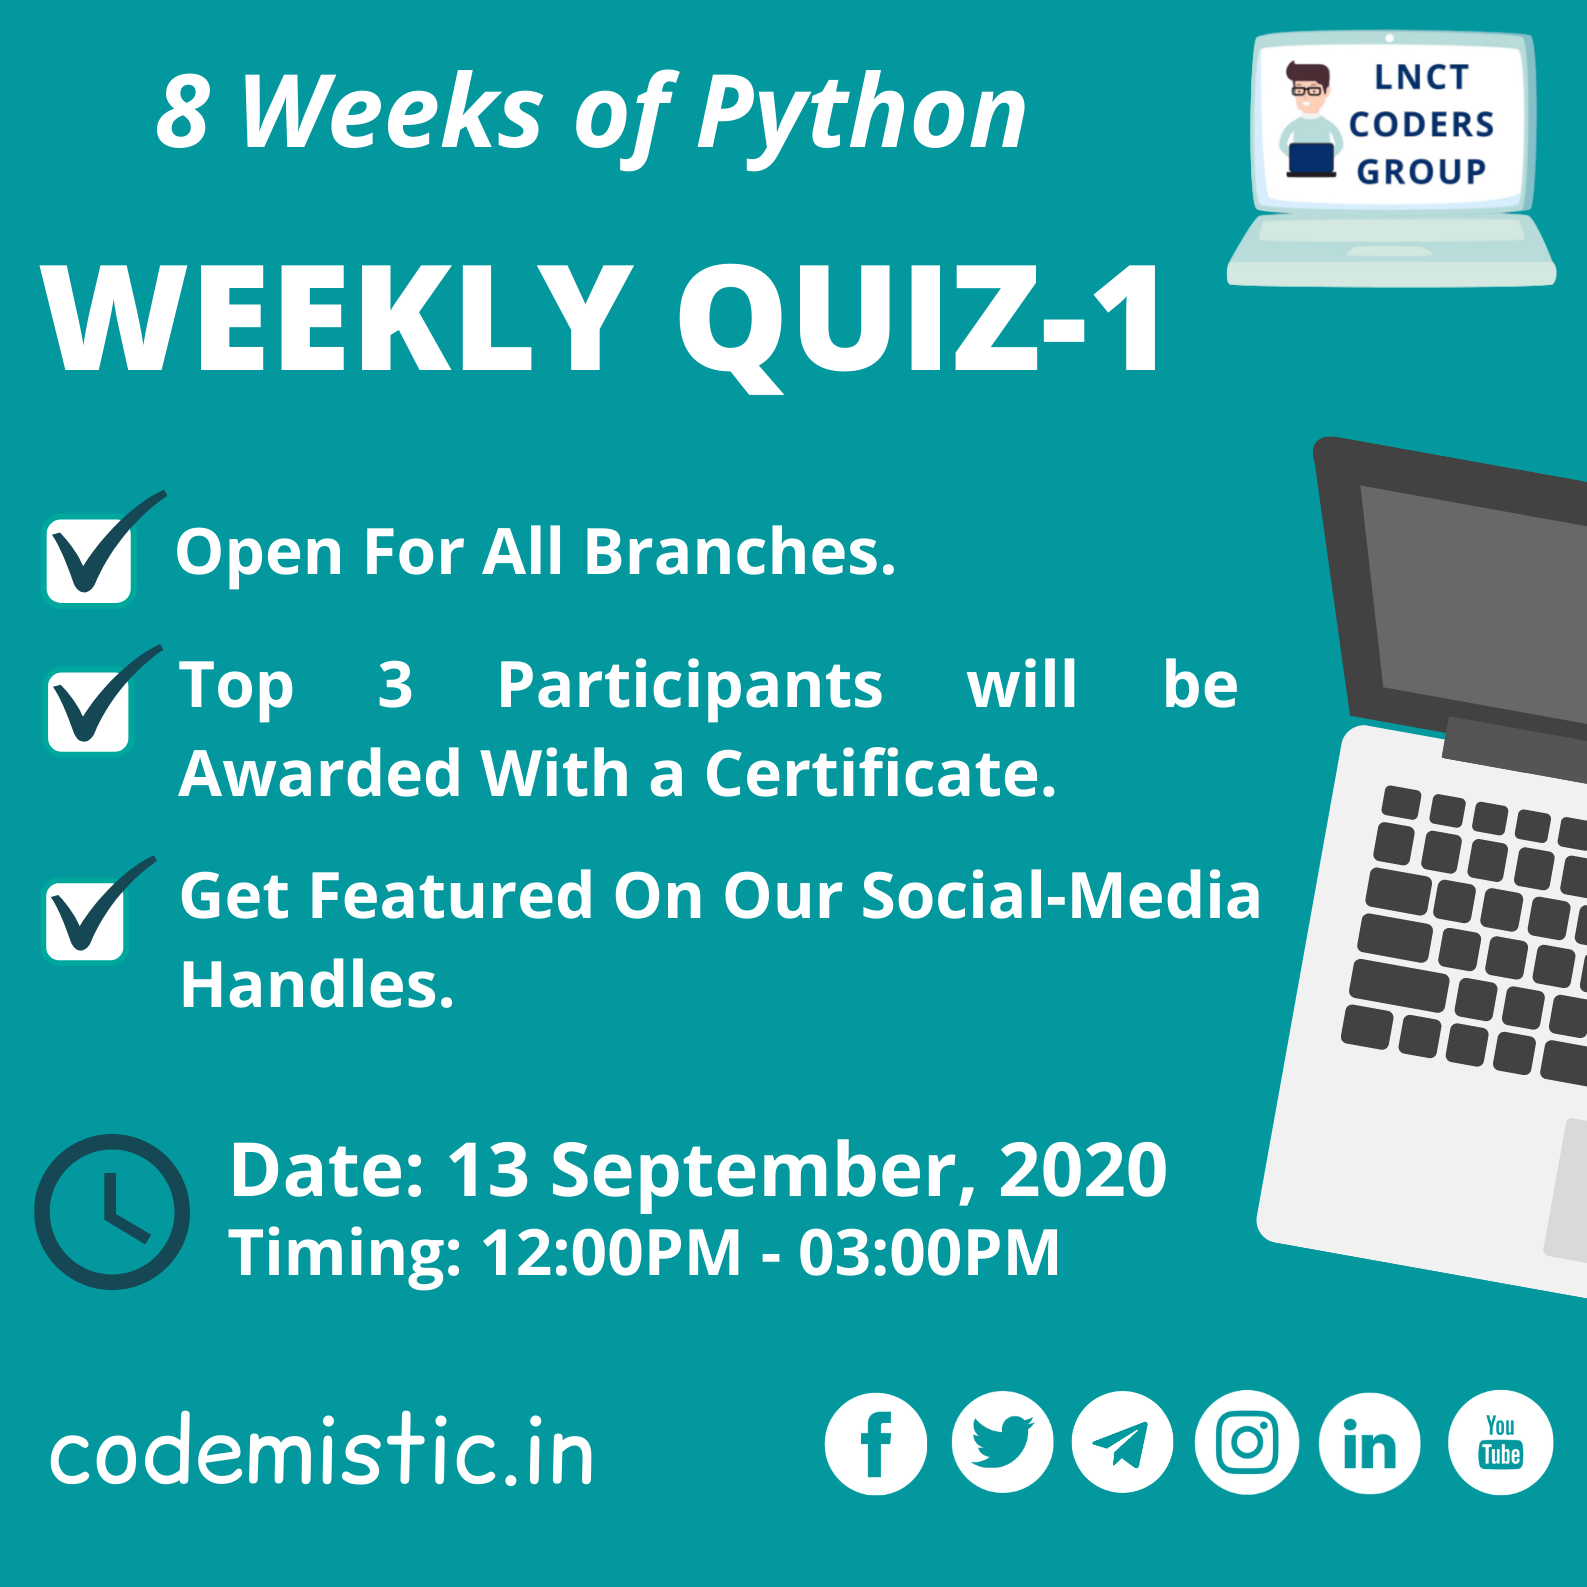 8 Weeks of Python
LNCT
CODERS
GROUP
WEEKLY QUIZ-1
Open For All Branches.
Top 3 Participants will be
Awarded With a Certificate.
Get Featured On Our Social-Media
Handles.
Date: 13 September, 2020
Timing: 12:00PM - 03:00PM
codemistic.in
in
You
Tube